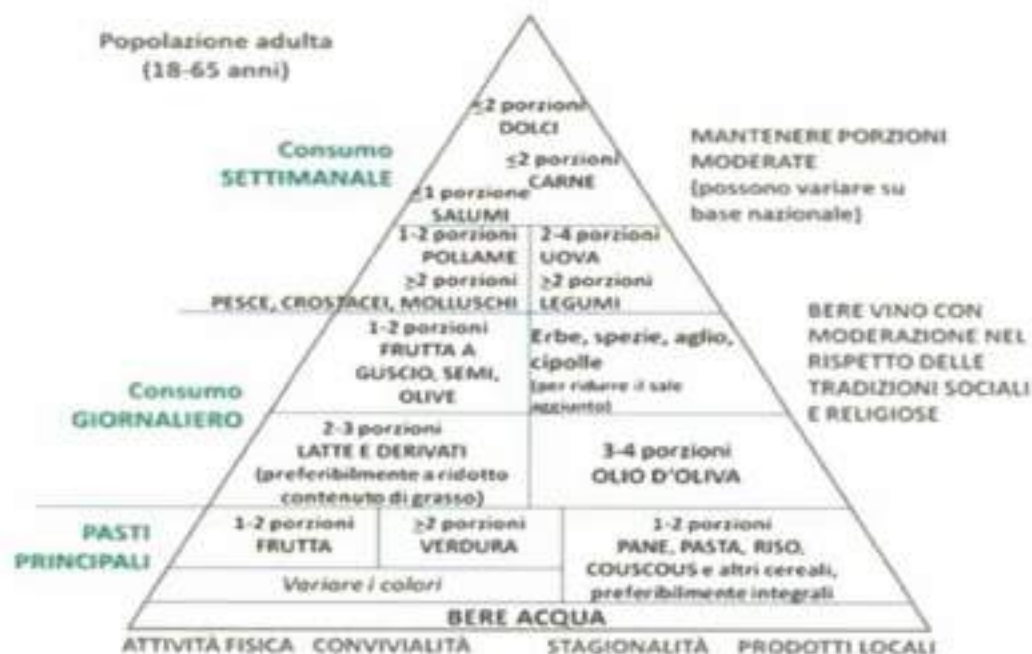 Popolazione adulta
(18-65 anni)
≤2 porzioni
DOLCI
Consumo
SETTIMANALE
≤2 porzioni
CARNE
≤1 porzione
SALUMI
MANTENERE PORZIONI
MODERATE
(possono variare su
base nazionale)
1-2 porzioni
POLLAME
2-4 porzioni
UOVA
≥2 porzioni
PESCE, CROSTACEI, MOLLUSCHI
≥2 porzioni
LEGUMI
BERE VINO CON
MODERAZIONE NEL
RISPETTO DELLE
TRADIZIONI SOCIALI
E RELIGIOSE
Consumo
GIORNALIERO
1-2 porzioni
FRUTTA A
GUSCIO, SEMI,
OLIVE
Erbe, spezie, aglio,
cipolle
(per ridurre il sale
aggiunto)
2-3 porzioni
LATTE E DERIVATI
(preferibilmente a ridotto
contenuto di grasso)
3-4 porzioni
OLIO D'OLIVA
PASTI
PRINCIPALI
1-2 porzioni
FRUTTA
≥2 porzioni
VERDURA
Variare i colori
1-2 porzioni
PANE, PASTA, RISO,
COUSCOUS e altri cereali,
preferibilmente integrali
BERE ACQUA
ATTIVITÀ FISICA CONVIVIALITÀ STAGIONALITÀ PRODOTTI LOCALI